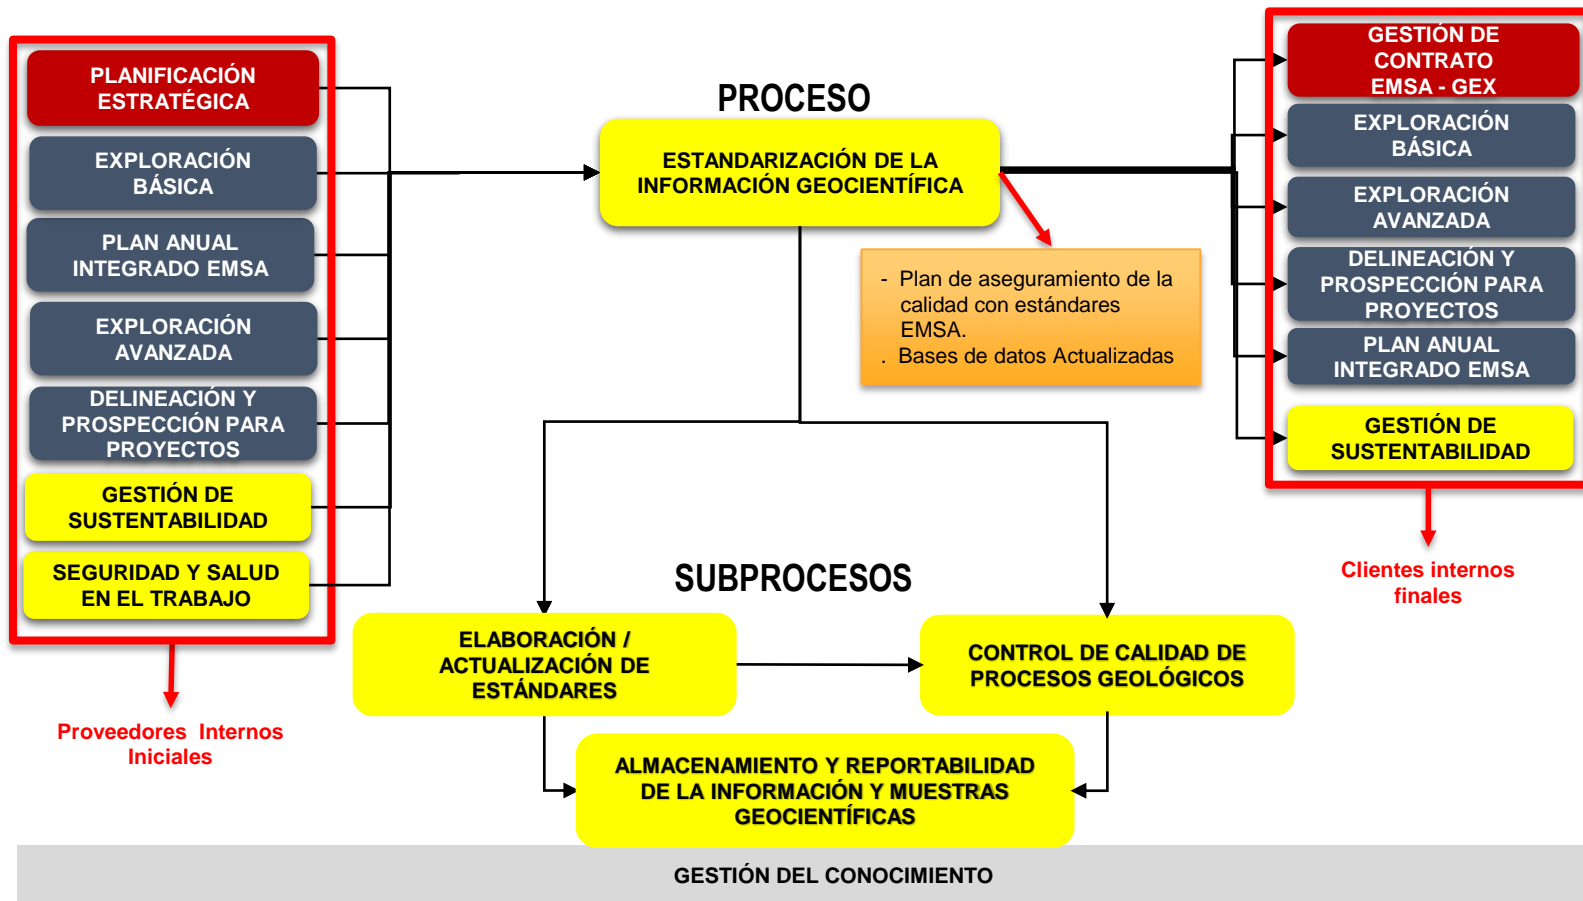 PLANIFICACIÓN
ESTRATÉGICA
EXPLORACIÓN
BÁSICA
PLAN ANUAL
INTEGRADO EMSA
EXPLORACIÓN
AVANZADA
DELINEACIÓN Y
PROSPECCIÓN PARA
PROYECTOS
GESTIÓN DE
SUSTENTABILIDAD
SEGURIDAD Y SALUD
EN EL TRABAJO
Proveedores Internos
Iniciales
PROCESO
ESTANDARIZACIÓN DE LA
INFORMACIÓN GEOCIENTÍFICA
- Plan de aseguramiento de la
calidad con estándares
EMSA.
. Bases de datos Actualizadas
SUBPROCESOS
ELABORACIÓN /
ACTUALIZACIÓN DE
ESTÁNDARES
CONTROL DE CALIDAD DE
PROCESOS GEOLÓGICOS
ALMACENAMIENTO Y REPORTABILIDAD
DE LA INFORMACIÓN Y MUESTRAS
GEOCIENTÍFICAS
GESTIÓN DE
CONTRATO
EMSA - GEX
EXPLORACIÓN
BÁSICA
EXPLORACIÓN
AVANZADA
DELINEACIÓN Y
PROSPECCIÓN PARA
PROYECTOS
PLAN ANUAL
INTEGRADO EMSA
GESTIÓN DE
SUSTENTABILIDAD
Clientes internos
finales
GESTIÓN DEL CONOCIMIENTO